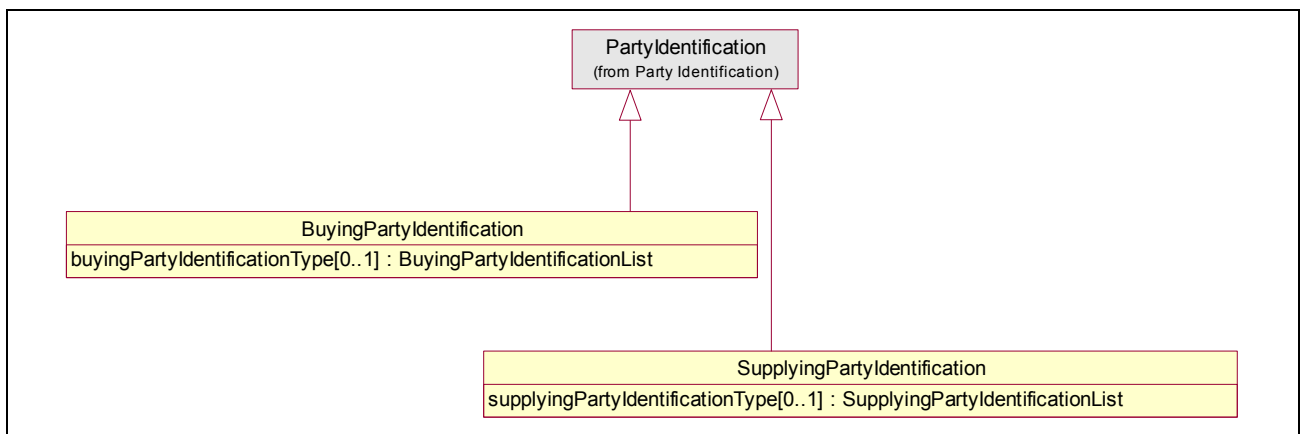 PartyIdentification
(from Party Identification)
BuyingPartyIdentification
buyingPartyIdentificationType[0..1] : BuyingPartyIdentificationList
SupplyingPartyIdentification
supplyingPartyIdentificationType[0..1] : SupplyingPartyIdentificationList